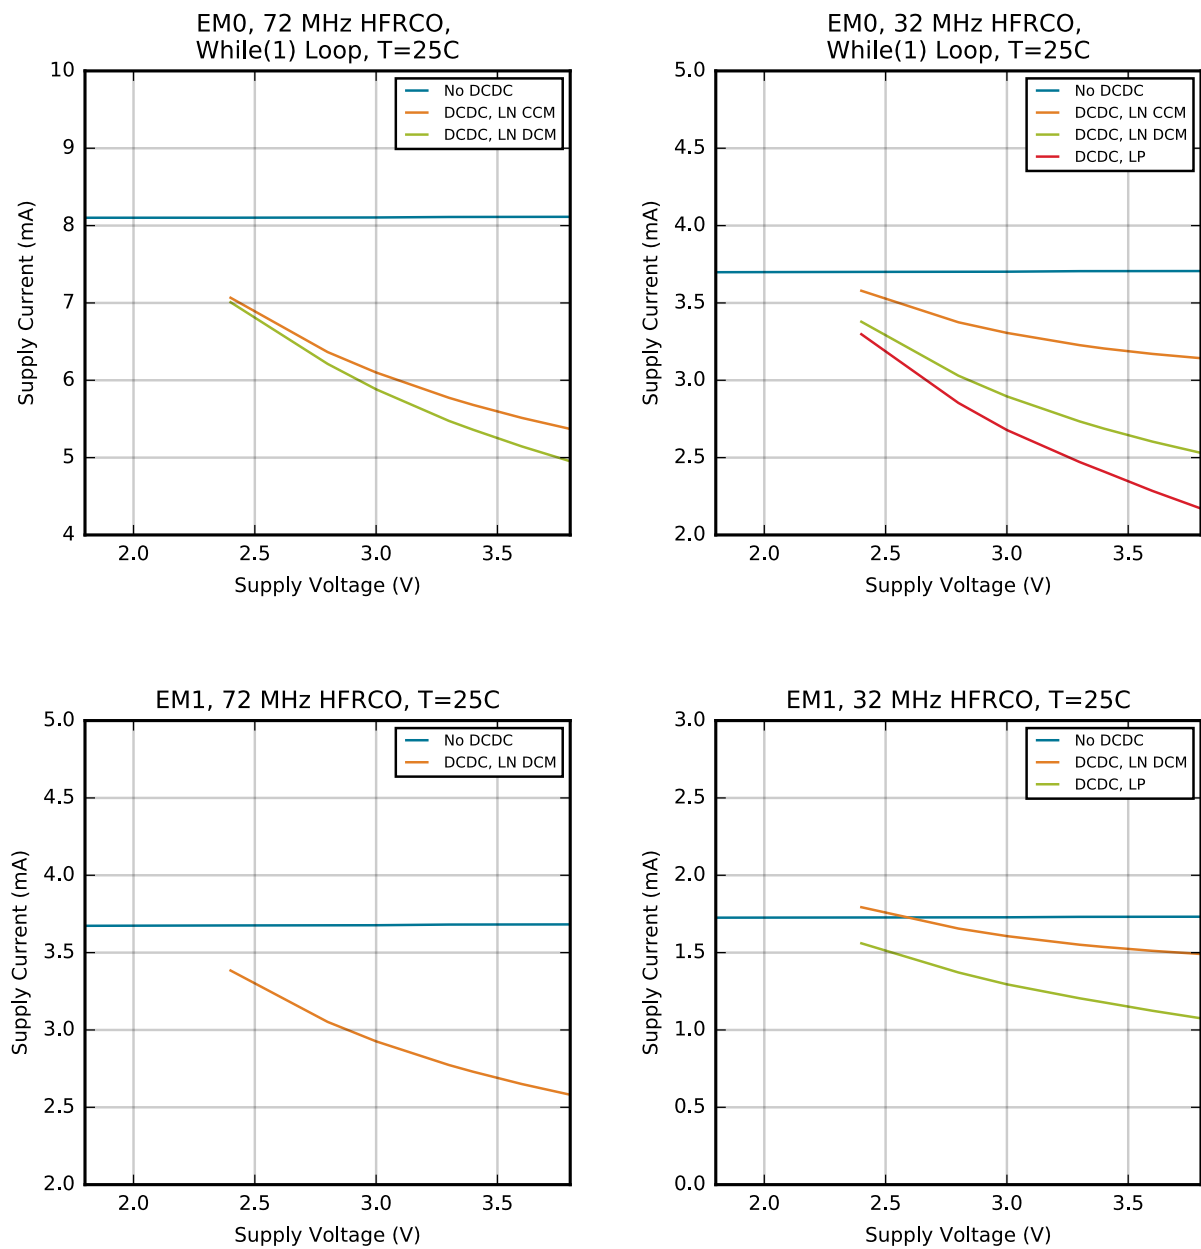 EM0, 72 MHz HFRCO,
While(1) Loop, T=25C
10
9
8
7
6
5
4
Supply Current (mA)
No DCDC
DCDC, LN CCM
DCDC, LN DCM
2.0 2.5 3.0 3.5
Supply Voltage (V)
EM0, 32 MHz HFRCO,
While(1) Loop, T=25C
5.0
4.5
4.0
3.5
3.0
2.5
2.0
Supply Current (mA)
No DCDC
DCDC, LN CCM
DCDC, LN DCM
DCDC, LP
2.0 2.5 3.0 3.5
Supply Voltage (V)
EM1, 72 MHz HFRCO, T=25C
5.0
4.5
4.0
3.5
3.0
2.5
2.0
Supply Current (mA)
No DCDC
DCDC, LN DCM
2.0 2.5 3.0 3.5
Supply Voltage (V)
EM1, 32 MHz HFRCO, T=25C
3.0
2.5
2.0
1.5
1.0
0.5
0.0
Supply Current (mA)
No DCDC
DCDC, LN DCM
DCDC, LP
2.0 2.5 3.0 3.5
Supply Voltage (V)